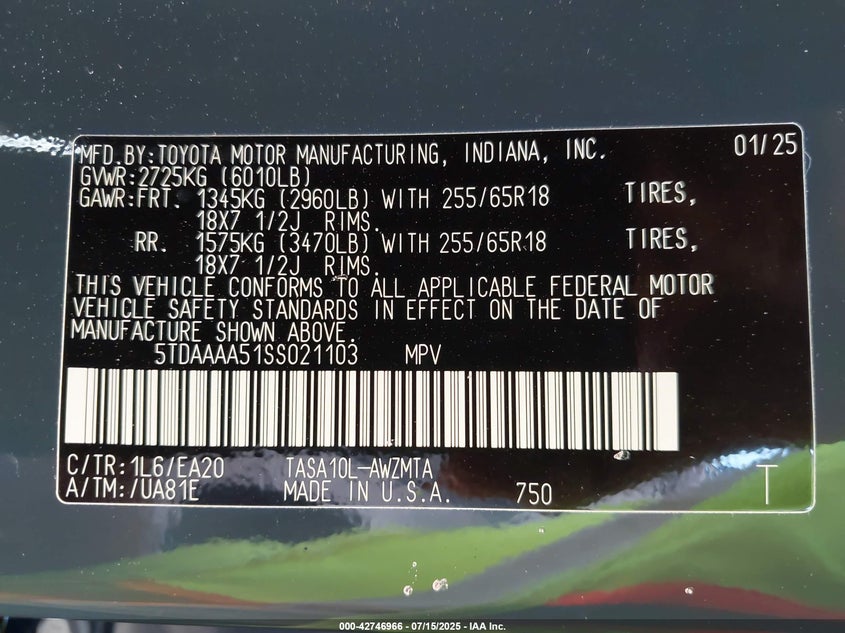 MFD.BY:TOYOTA MOTOR MANUFACTURING, INDIANA, INC. 01/25
GVWR:2725KG (6010LB)
GAWR:FRT. 1345KG (2960LB) WITH 255/65R18 TIRES,
18X7 1/2J RIMS.
RR. 1575KG (3470LB) WITH 255/65R18 TIRES,
18X7 1/2J RIMS.
THIS VEHICLE CONFORMS TO ALL APPLICABLE FEDERAL MOTOR
VEHICLE SAFETY STANDARDS IN EFFECT ON THE DATE OF
MANUFACTURE SHOWN ABOVE.
5TDAAAA51SS021103 MPV
C/TR:1L6/EA20 TASA10L-AWZMTA
A/TM:/UA81E MADE IN U.S.A. 750 T
000-42746966 - 07/15/2025 - IAA Inc.